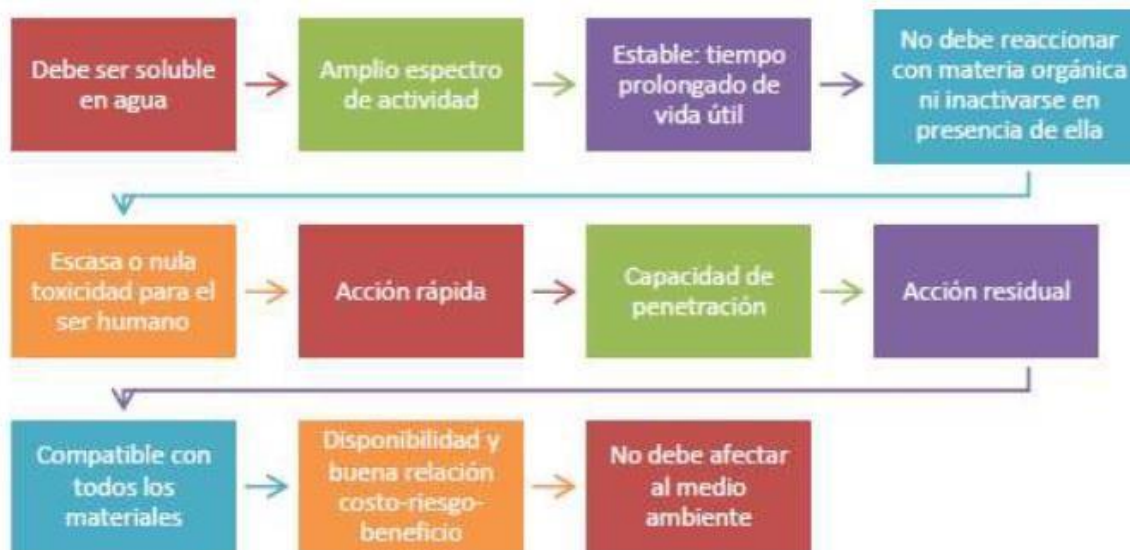 Debe ser soluble
en agua
Amplio espectro
de actividad
Estable: tiempo
prolongado de
vida útil
No debe reaccionar
con materia orgánica
ni inactivarse en
presencia de ella
Escasa o nula
toxicidad para el
ser humano
Acción rápida
Capacidad de
penetración
Acción residual
Compatible con
todos los
materiales
Disponibilidad y
buena relación
costo-riesgo-
beneficio
No debe afectar
al medio
ambiente